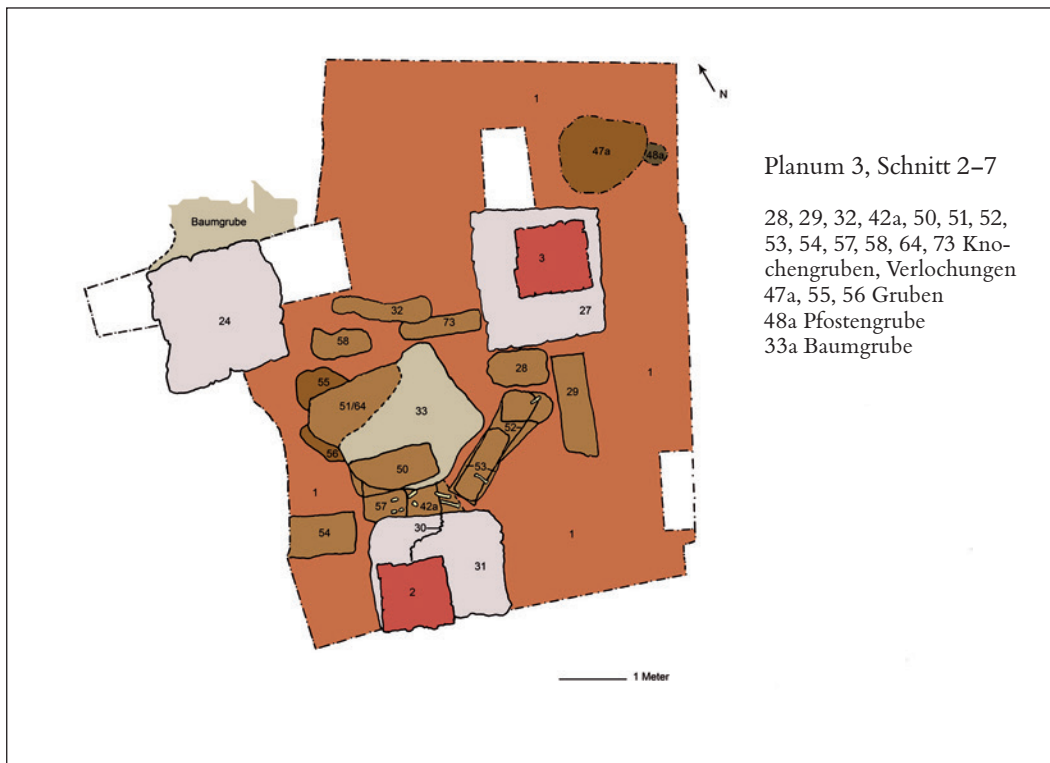 1
N
47a
48a
Planum 3, Schnitt 2–7
28, 29, 32, 42a, 50, 51, 52,
53, 54, 57, 58, 64, 73 Kno-
chengruben, Verlochungen
47a, 55, 56 Gruben
48a Pfostengrube
33a Baumgrube
Baumgrube
3
24
32
27
73
58
28
1
55
29
51/64
33
52
56
50
53
1
57
42a
54
30
1
31
2
1 Meter